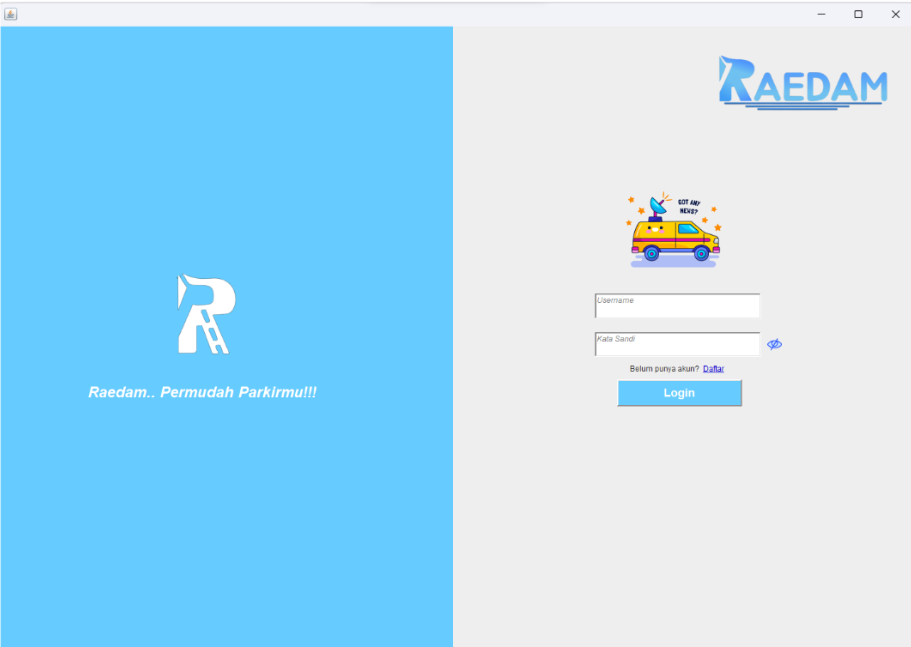 RAEDAM
GOT ANY
NEWS?
Username
Kata Sandi
Belum punya akun? Daftar
Login
R
Raedam.. Permudah Parkirmu!!!